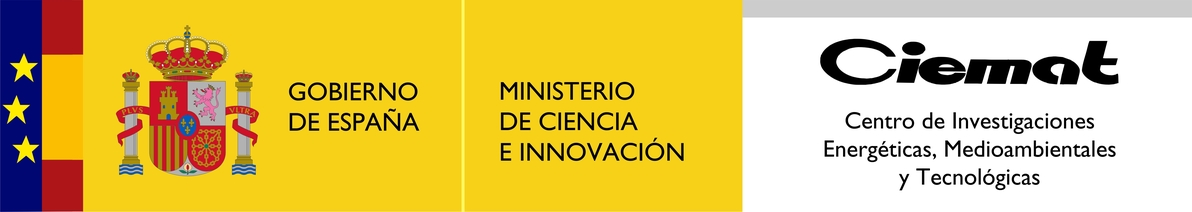 PLVS VLTRA
GOBIERNO
DE ESPAÑA
MINISTERIO
DE CIENCIA
E INNOVACIÓN
Ciemat
Centro de Investigaciones
Energéticas, Medioambientales
y Tecnológicas